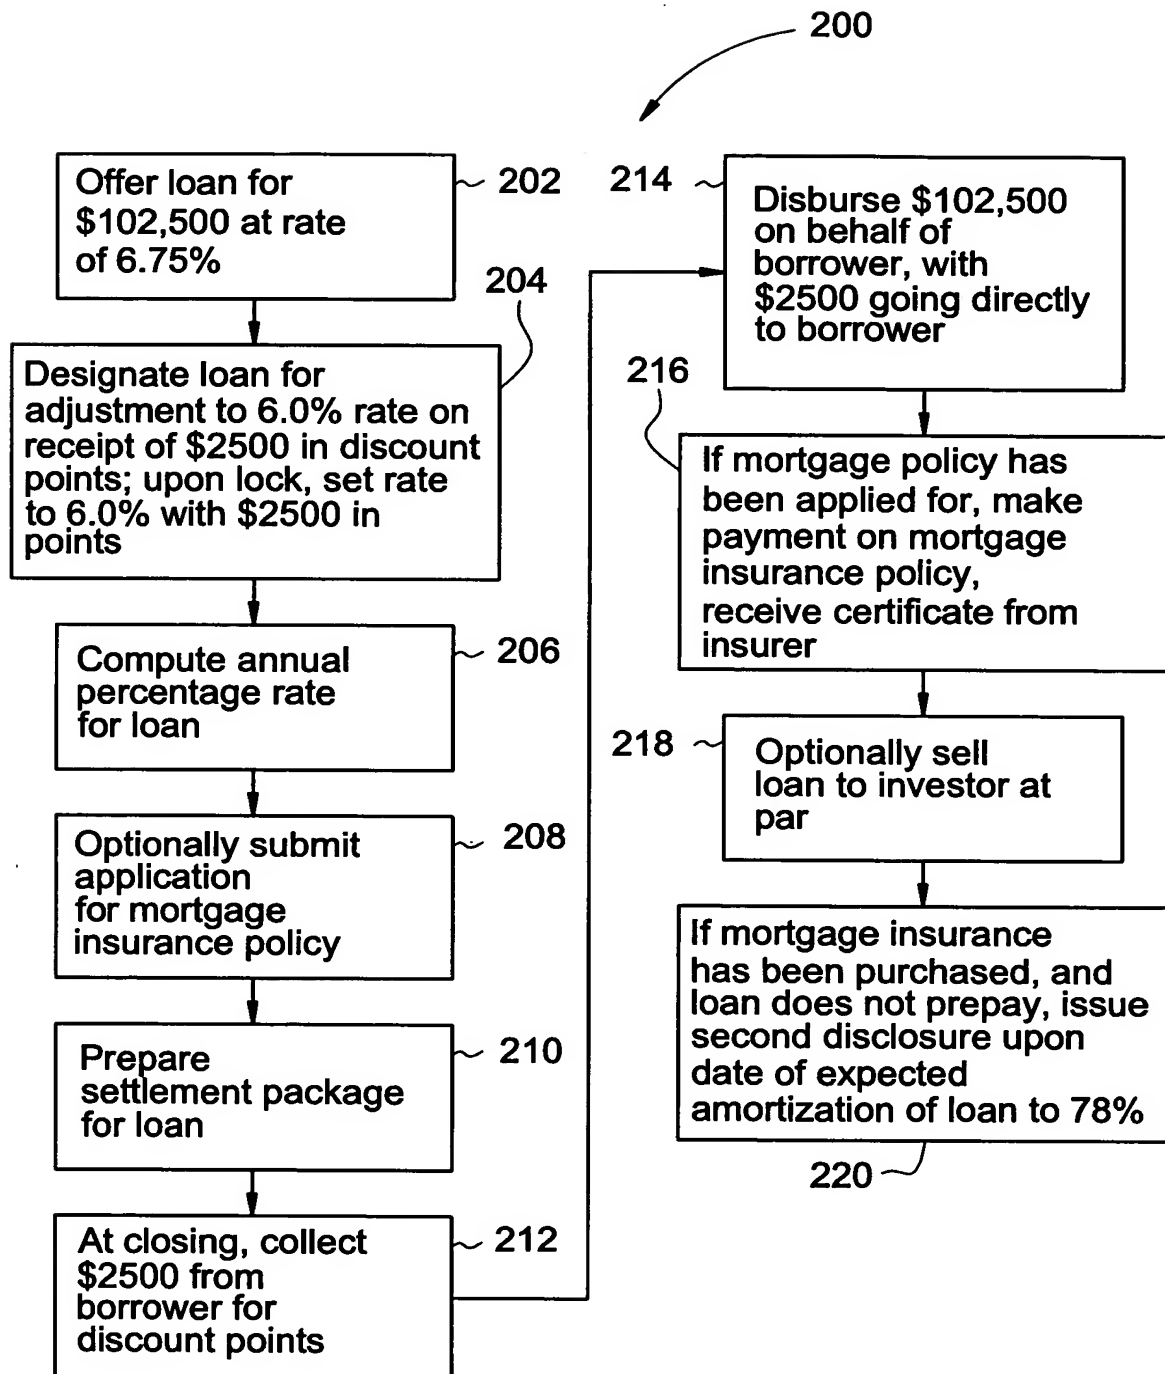 200
Offer loan for
$102,500 at rate
of 6.75%
202
204
Designate loan for
adjustment to 6.0% rate on
receipt of $2500 in discount
points; upon lock, set rate
to 6.0% with $2500 in
points
Compute annual
percentage rate
for loan
206
Optionally submit
application
for mortgage
insurance policy
208
Prepare
settlement package
for loan
210
At closing, collect
$2500 from
borrower for
discount points
212
214
Disburse $102,500
on behalf of
borrower, with
$2500 going directly
to borrower
216
If mortgage policy has
been applied for, make
payment on mortgage
insurance policy,
receive certificate from
insurer
218
Optionally sell
loan to investor at
par
If mortgage insurance
has been purchased, and
loan does not prepay, issue
second disclosure upon
date of expected
amortization of loan to 78%
220